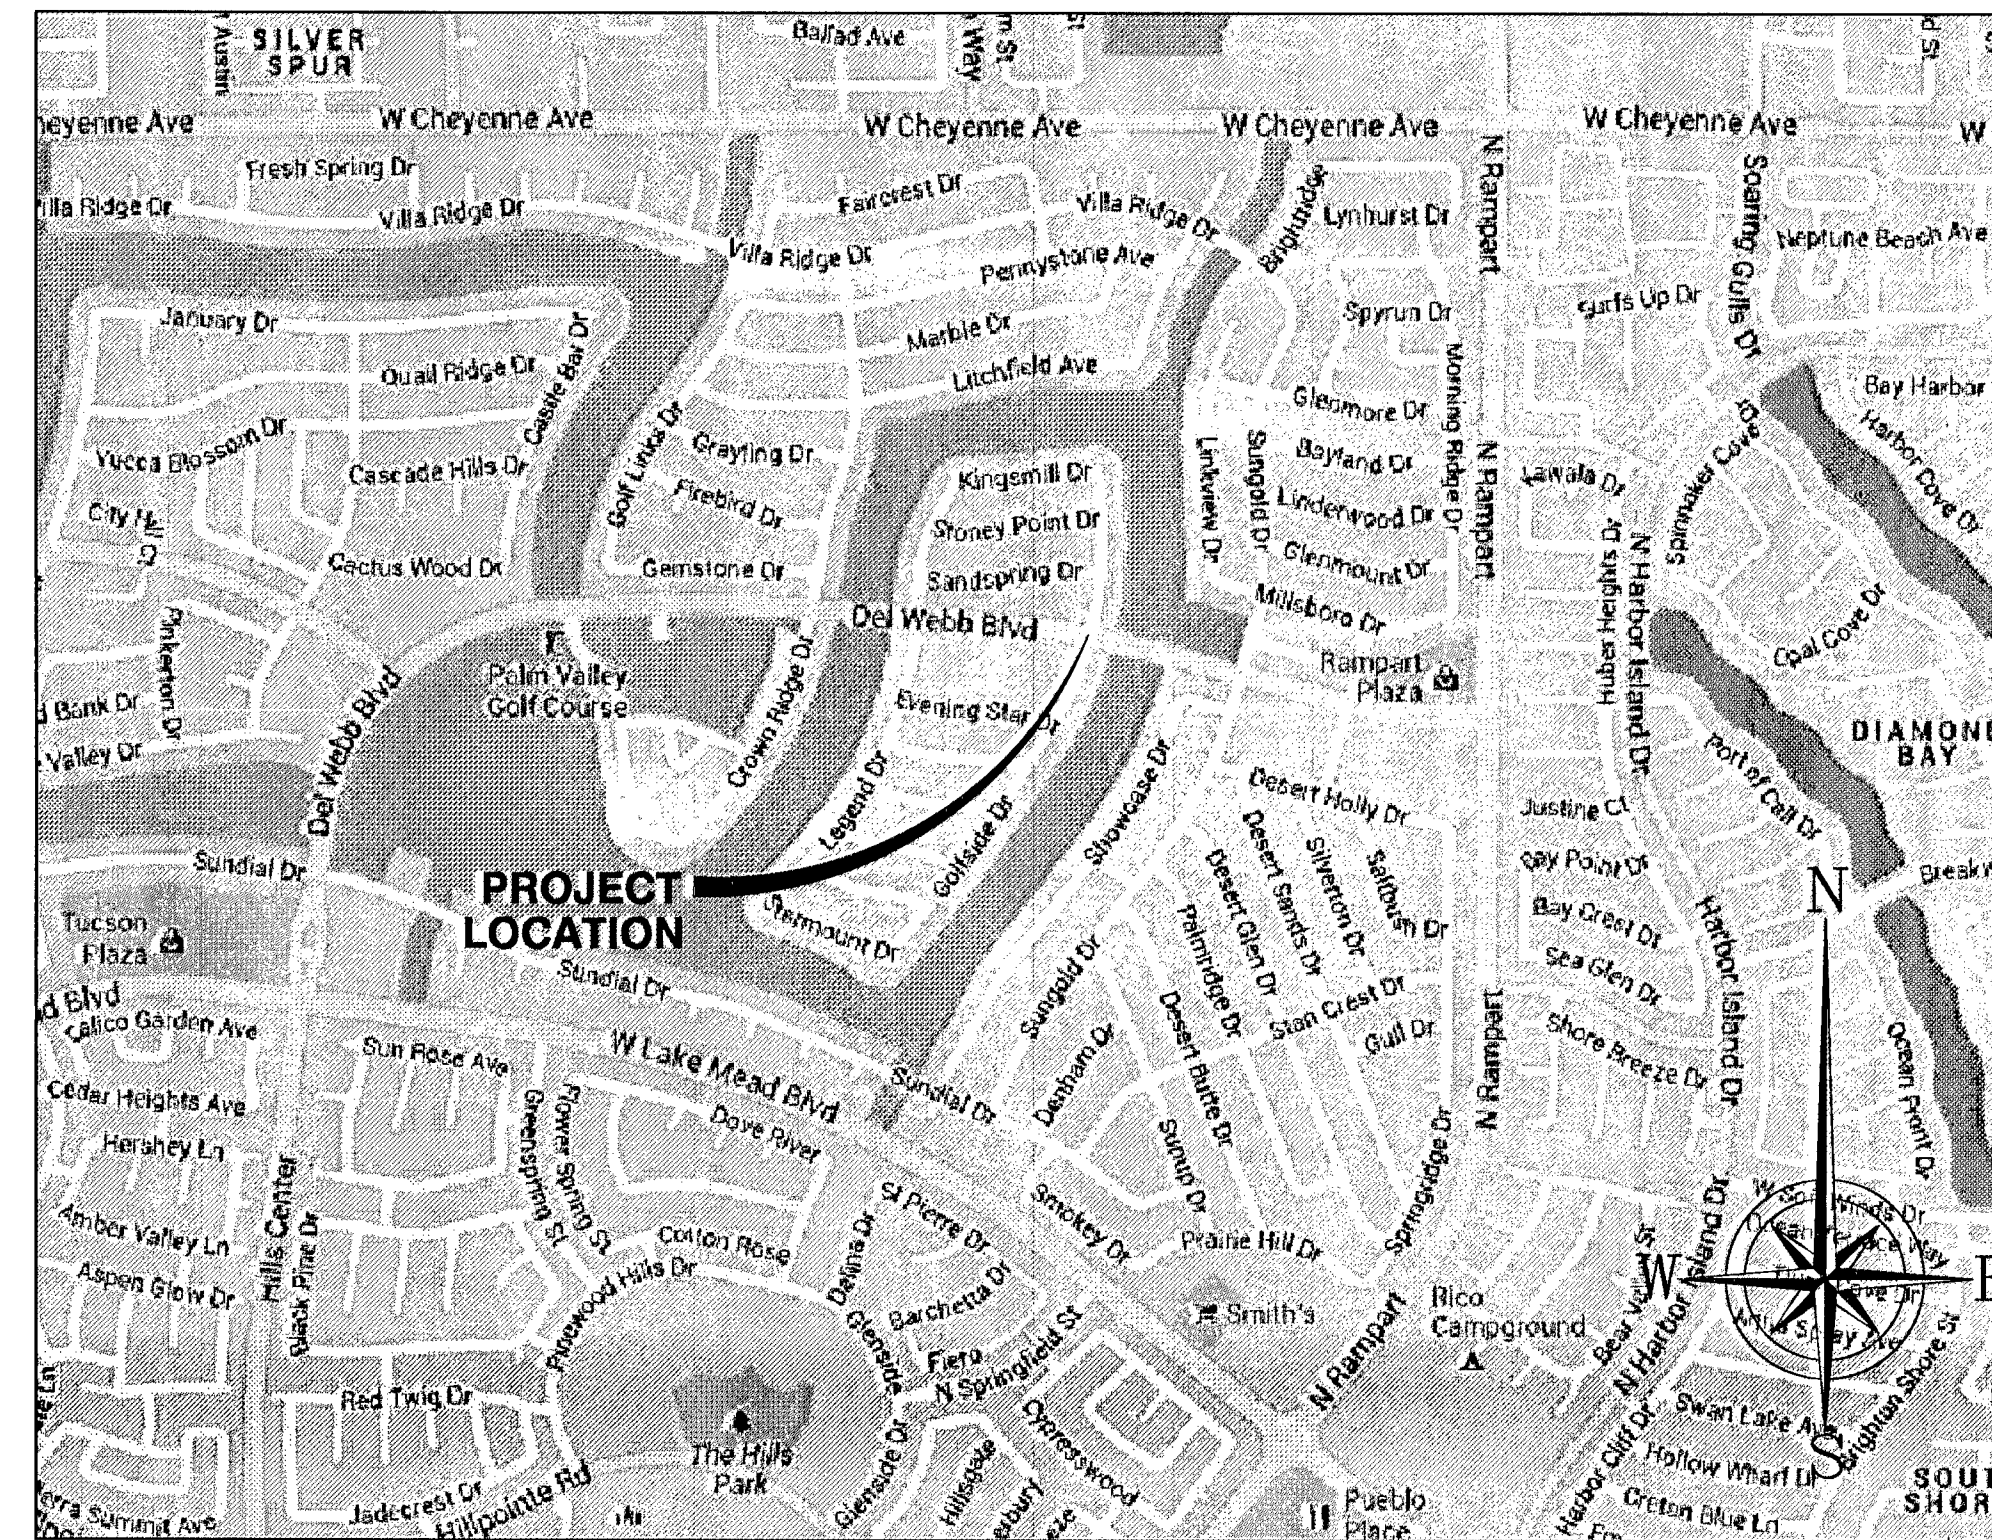 SILVER
SPUR
Austin
Ballad Ave
Way
W Cheyenne Ave
W Cheyenne Ave
W Cheyenne Ave
W Cheyenne Ave
W
Fresh Spring Dr
Villa Ridge Dr
Faircrest Dr
Villa Ridge Dr
Villa Ridge Dr
Pennystone Ave
Brightridge
Lynhurst Dr
N Rampart
Soaring Gulls Dr
Neptune Beach Ave
January Dr
Quail Ridge Dr
Castle Bar Dr
Marble Dr
Litchfield Ave
Spyrun Dr
Surfs Up Dr
Bay Harbor
Harbor Cove Dr
Yucca Blossom Dr
Cascade Hills Dr
Golf Links Dr
Grayling Dr
Firebird Dr
Gemstone Dr
Cactus Wood Dr
Kingsmill Dr
Stoney Point Dr
Sandspring Dr
Linkview Dr
Sungold Dr
Glenmore Dr
Bayland Dr
Linderwood Dr
Glenmount Dr
Millsboro Dr
Morning Ridge Dr
N Rampart
Lawala Dr
Spinnaker Cove Dr
Huber Heights Dr
N Harbor Island Dr
Opal Cove Dr
Pinkerton Dr
Bank Dr
Valley Dr
Del Webb Blvd
Del Webb Blvd
Palm Valley
Golf Course
Crown Ridge Dr
Evening Star Dr
Legend Dr
Golfside Dr
Showcase Dr
Rampart
Plaza
DIAMOND
BAY
Port of Call Dr
Desert Holly Dr
Justine Ct
Bay Point Dr
Bay Crest Dr
Sea Glen Dr
Shore Breeze Dr
Harbor Island Dr
Sundial Dr
Tucson
Plaza
PROJECT
LOCATION
Starmount Dr
Sundial Dr
Sungold Dr
Denham Dr
Palmridge Dr
Desert Glen Dr
Desert Sands Dr
Silverton Dr
Stan Crest Dr
Gull Dr
Desert Butte Dr
Sunup Dr
N Rampart
Ocean Front Dr
Calico Garden Ave
Cedar Heights Ave
Hershey Ln
Amber Valley Ln
Aspen Glow Dr
Hills Center
Black Pine Dr
Sun Rose Ave
Greenspring St
Flower Spring St
W Lake Mead Blvd
Dove River
Sundial Dr
Cotton Rose
Pinewood Hills Dr
St Pierre Dr
Barchetta Dr
Glenside
Fiero
N Springfield St
Smokey Dr
Prairie Hill Dr
Springridge Dr
Smith's
N Rampart
Rico
Campground
N Harbor Island Dr
N
W
S
Swan Lake Ave
Brighton Shore St
Hollow Wharf Dr
Harbor Cliff Dr
Creton Blue Ln
Red Twig Dr
Jadecrest Dr
Hillpointe Rd
The Hills
Park
Glenside Dr
Hillsgate
Cypresswood
Pueblo
Place